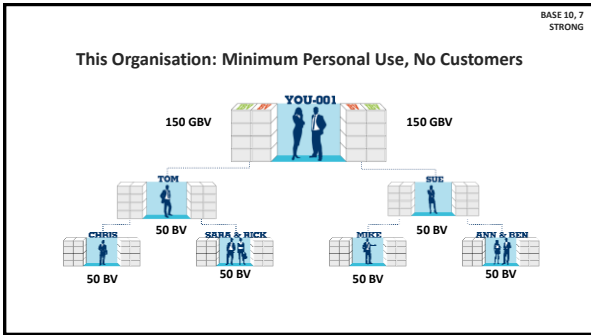 BASE 10, 7
STRONG
This Organisation: Minimum Personal Use, No Customers
YOU-001
150 GBV
150 GBV
TOM
SUE
50 BV
50 BV
CHRIS
SARA & RICK
MIKE
ANN & BEN
50 BV
50 BV
50 BV
50 BV